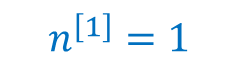 n^[1] = 1